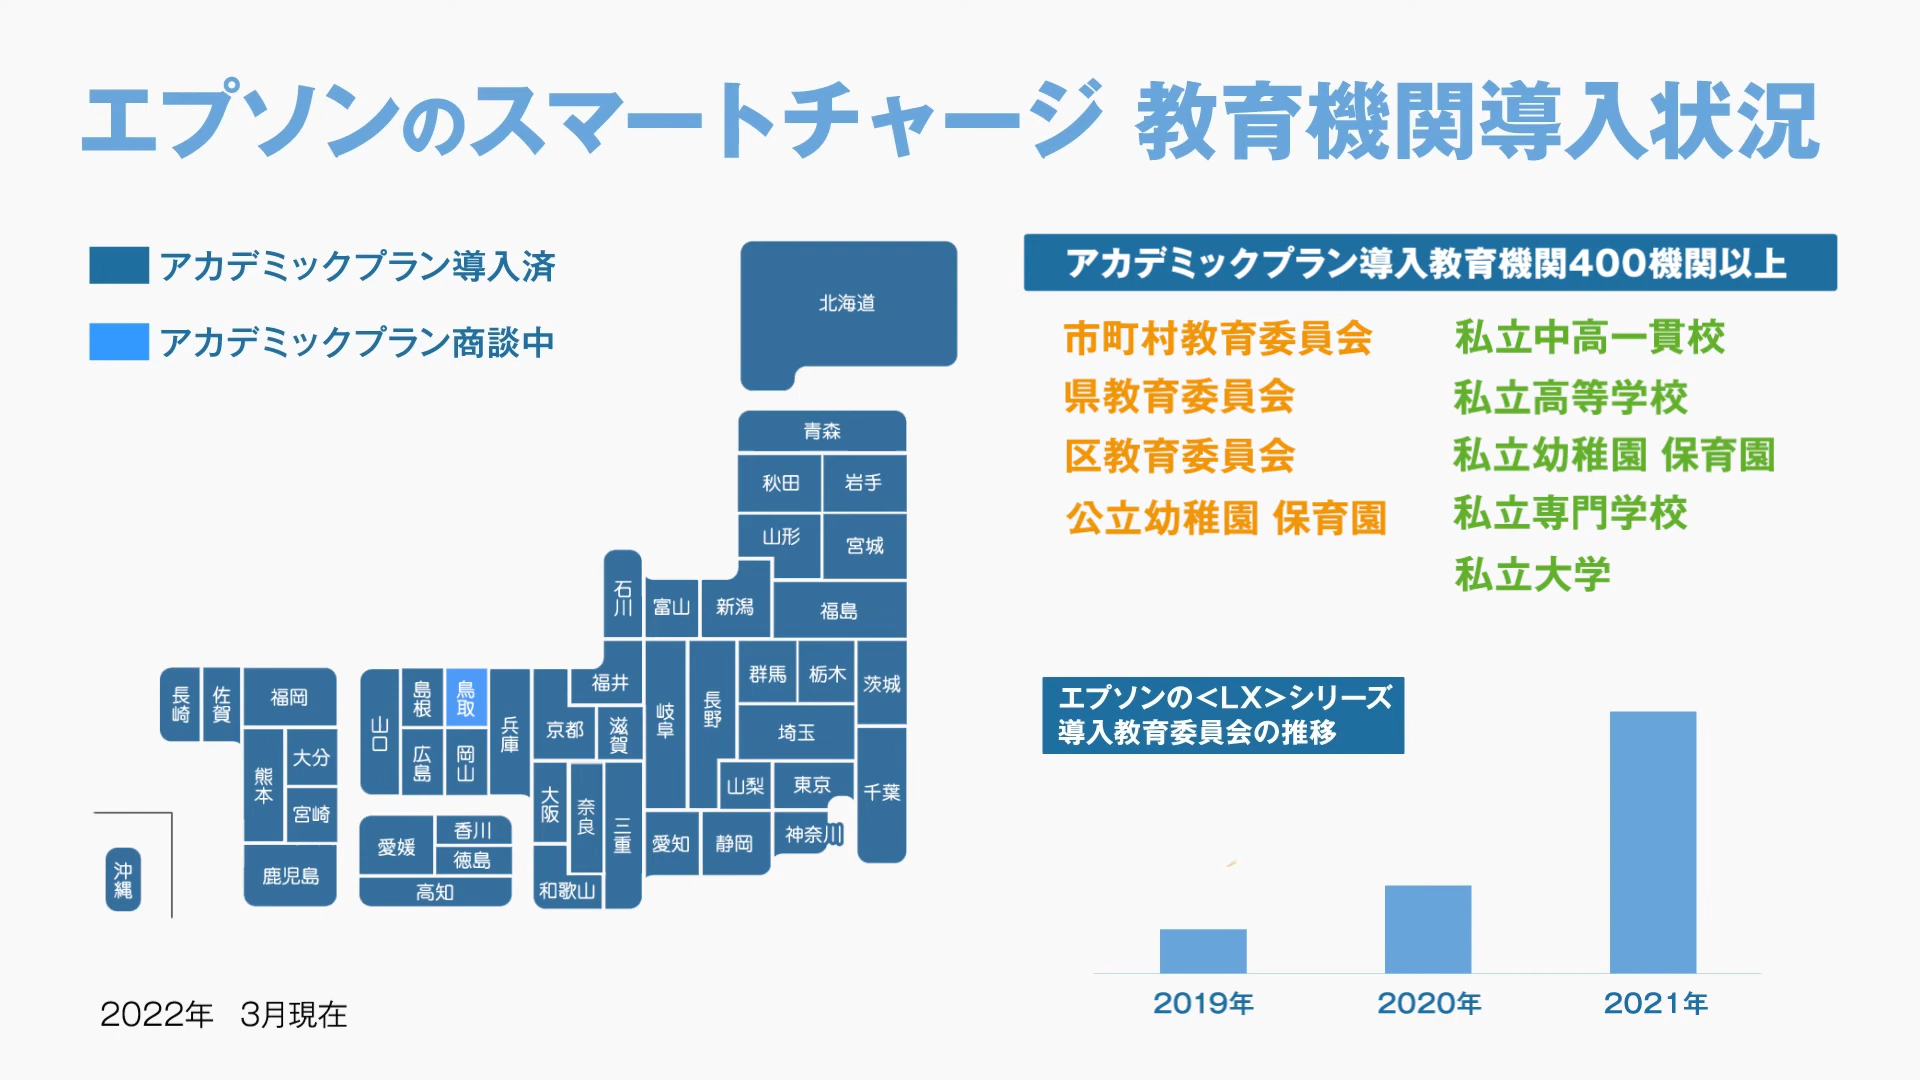 エプソンのスマートチャージ 教育機関導入状況
アカデミックプラン導入済
アカデミックプラン商談中
北海道
青森
秋田
岩手
山形
宮城
石川
富山
新潟
福島
福井
岐阜
長野
群馬
栃木
茨城
埼玉
山梨
東京
千葉
神奈川
愛知
静岡
長崎
佐賀
福岡
熊本
大分
宮崎
鹿児島
沖縄
山口
島根
鳥取
広島
岡山
兵庫
京都
滋賀
大阪
奈良
三重
和歌山
愛媛
香川
徳島
高知
2022年 3月現在
アカデミックプラン導入教育機関400機関以上
市町村教育委員会
県教育委員会
区教育委員会
公立幼稚園 保育園
私立中高一貫校
私立高等学校
私立幼稚園 保育園
私立専門学校
私立大学
エプソンの<LX>シリーズ
導入教育委員会の推移
2019年
2020年
2021年